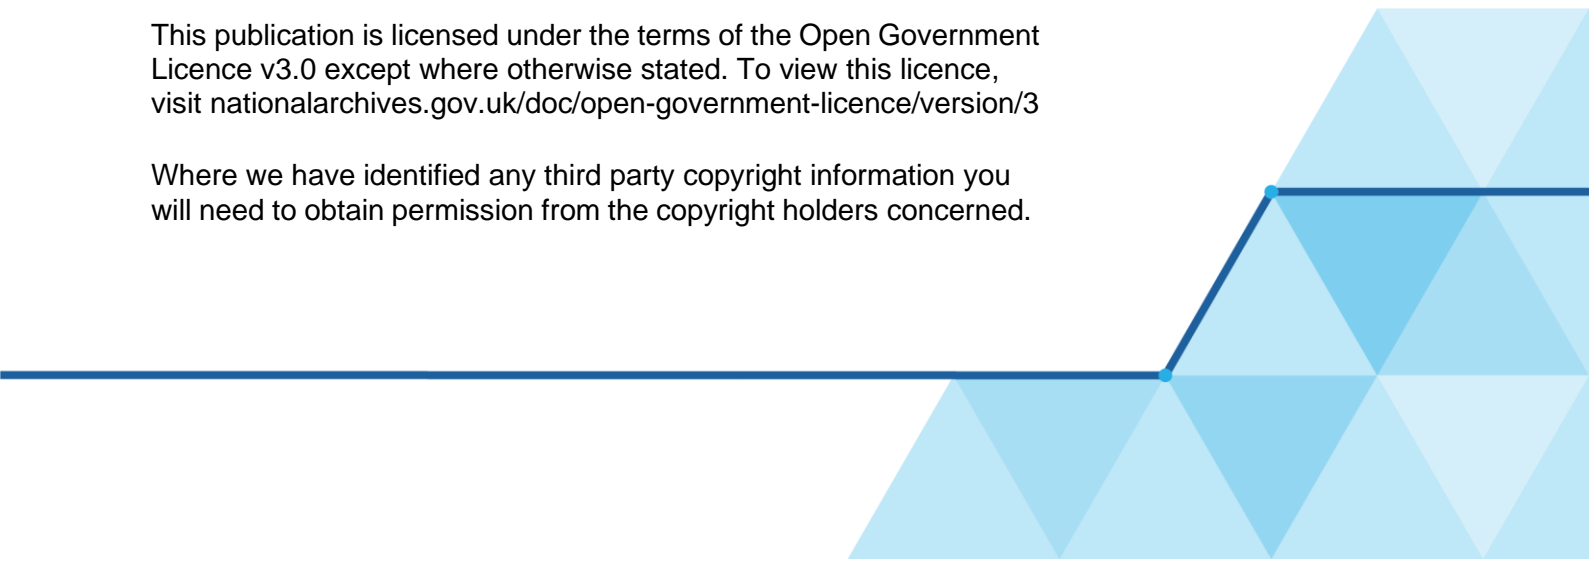 This publication is licensed under the terms of the Open Government
Licence v3.0 except where otherwise stated. To view this licence,
visit nationalarchives.gov.uk/doc/open-government-licence/version/3
Where we have identified any third party copyright information you
will need to obtain permission from the copyright holders concerned.